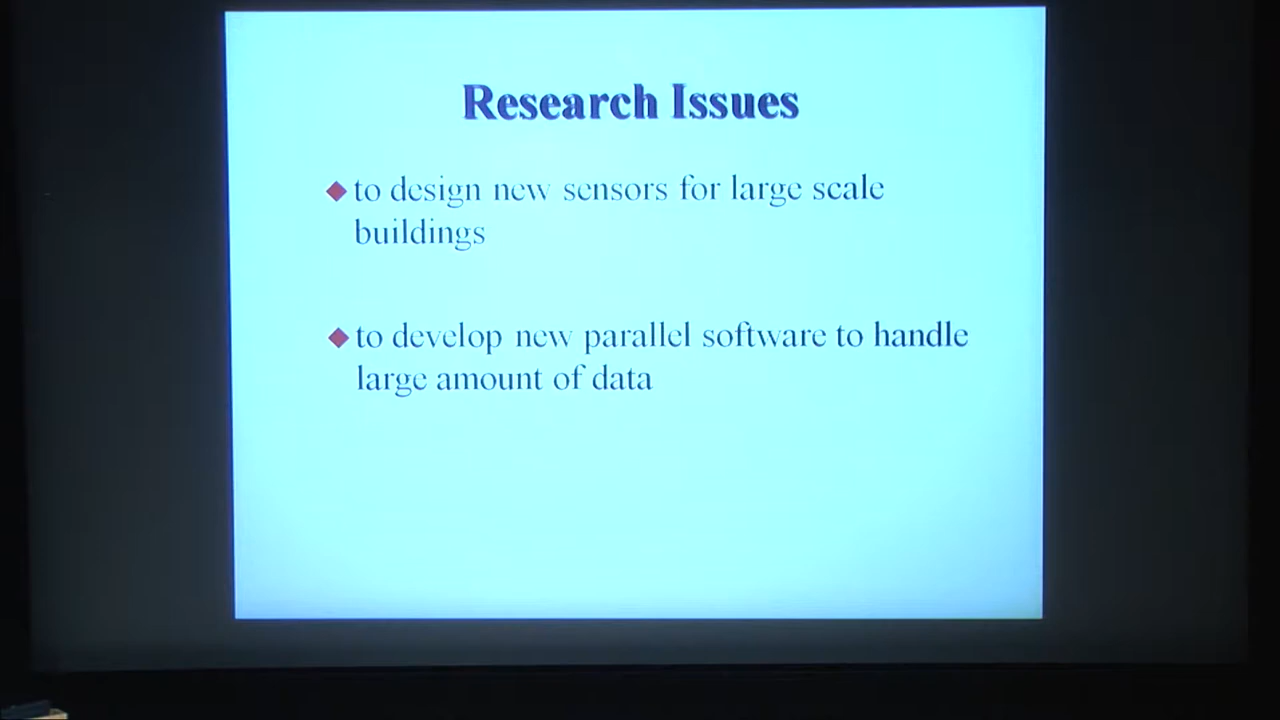 Research Issues
to design new sensors for large scale
buildings
to develop new parallel software to handle
large amount of data